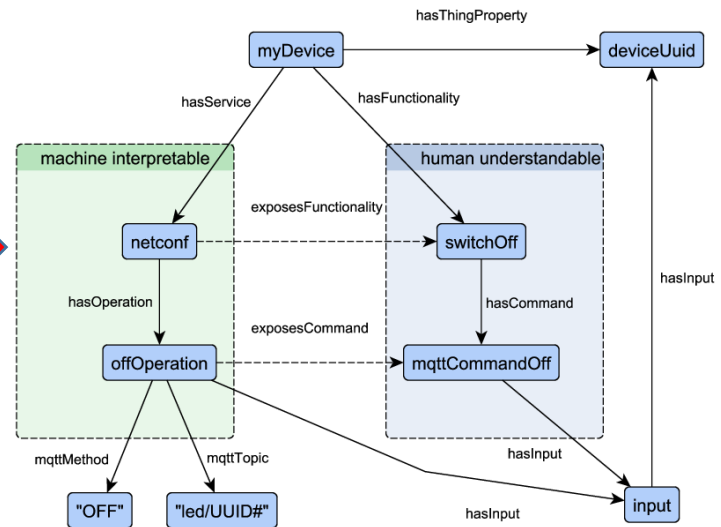 hasThingProperty
myDevice
deviceUuid
hasService
hasFunctionality
machine interpretable
human understandable
exposesFunctionality
netconf
switchOff
hasInput
hasOperation
hasCommand
exposesCommand
offOperation
mqttCommandOff
mqttMethod
mqttTopic
hasInput
"OFF"
"led/UUID#"
hasInput
input